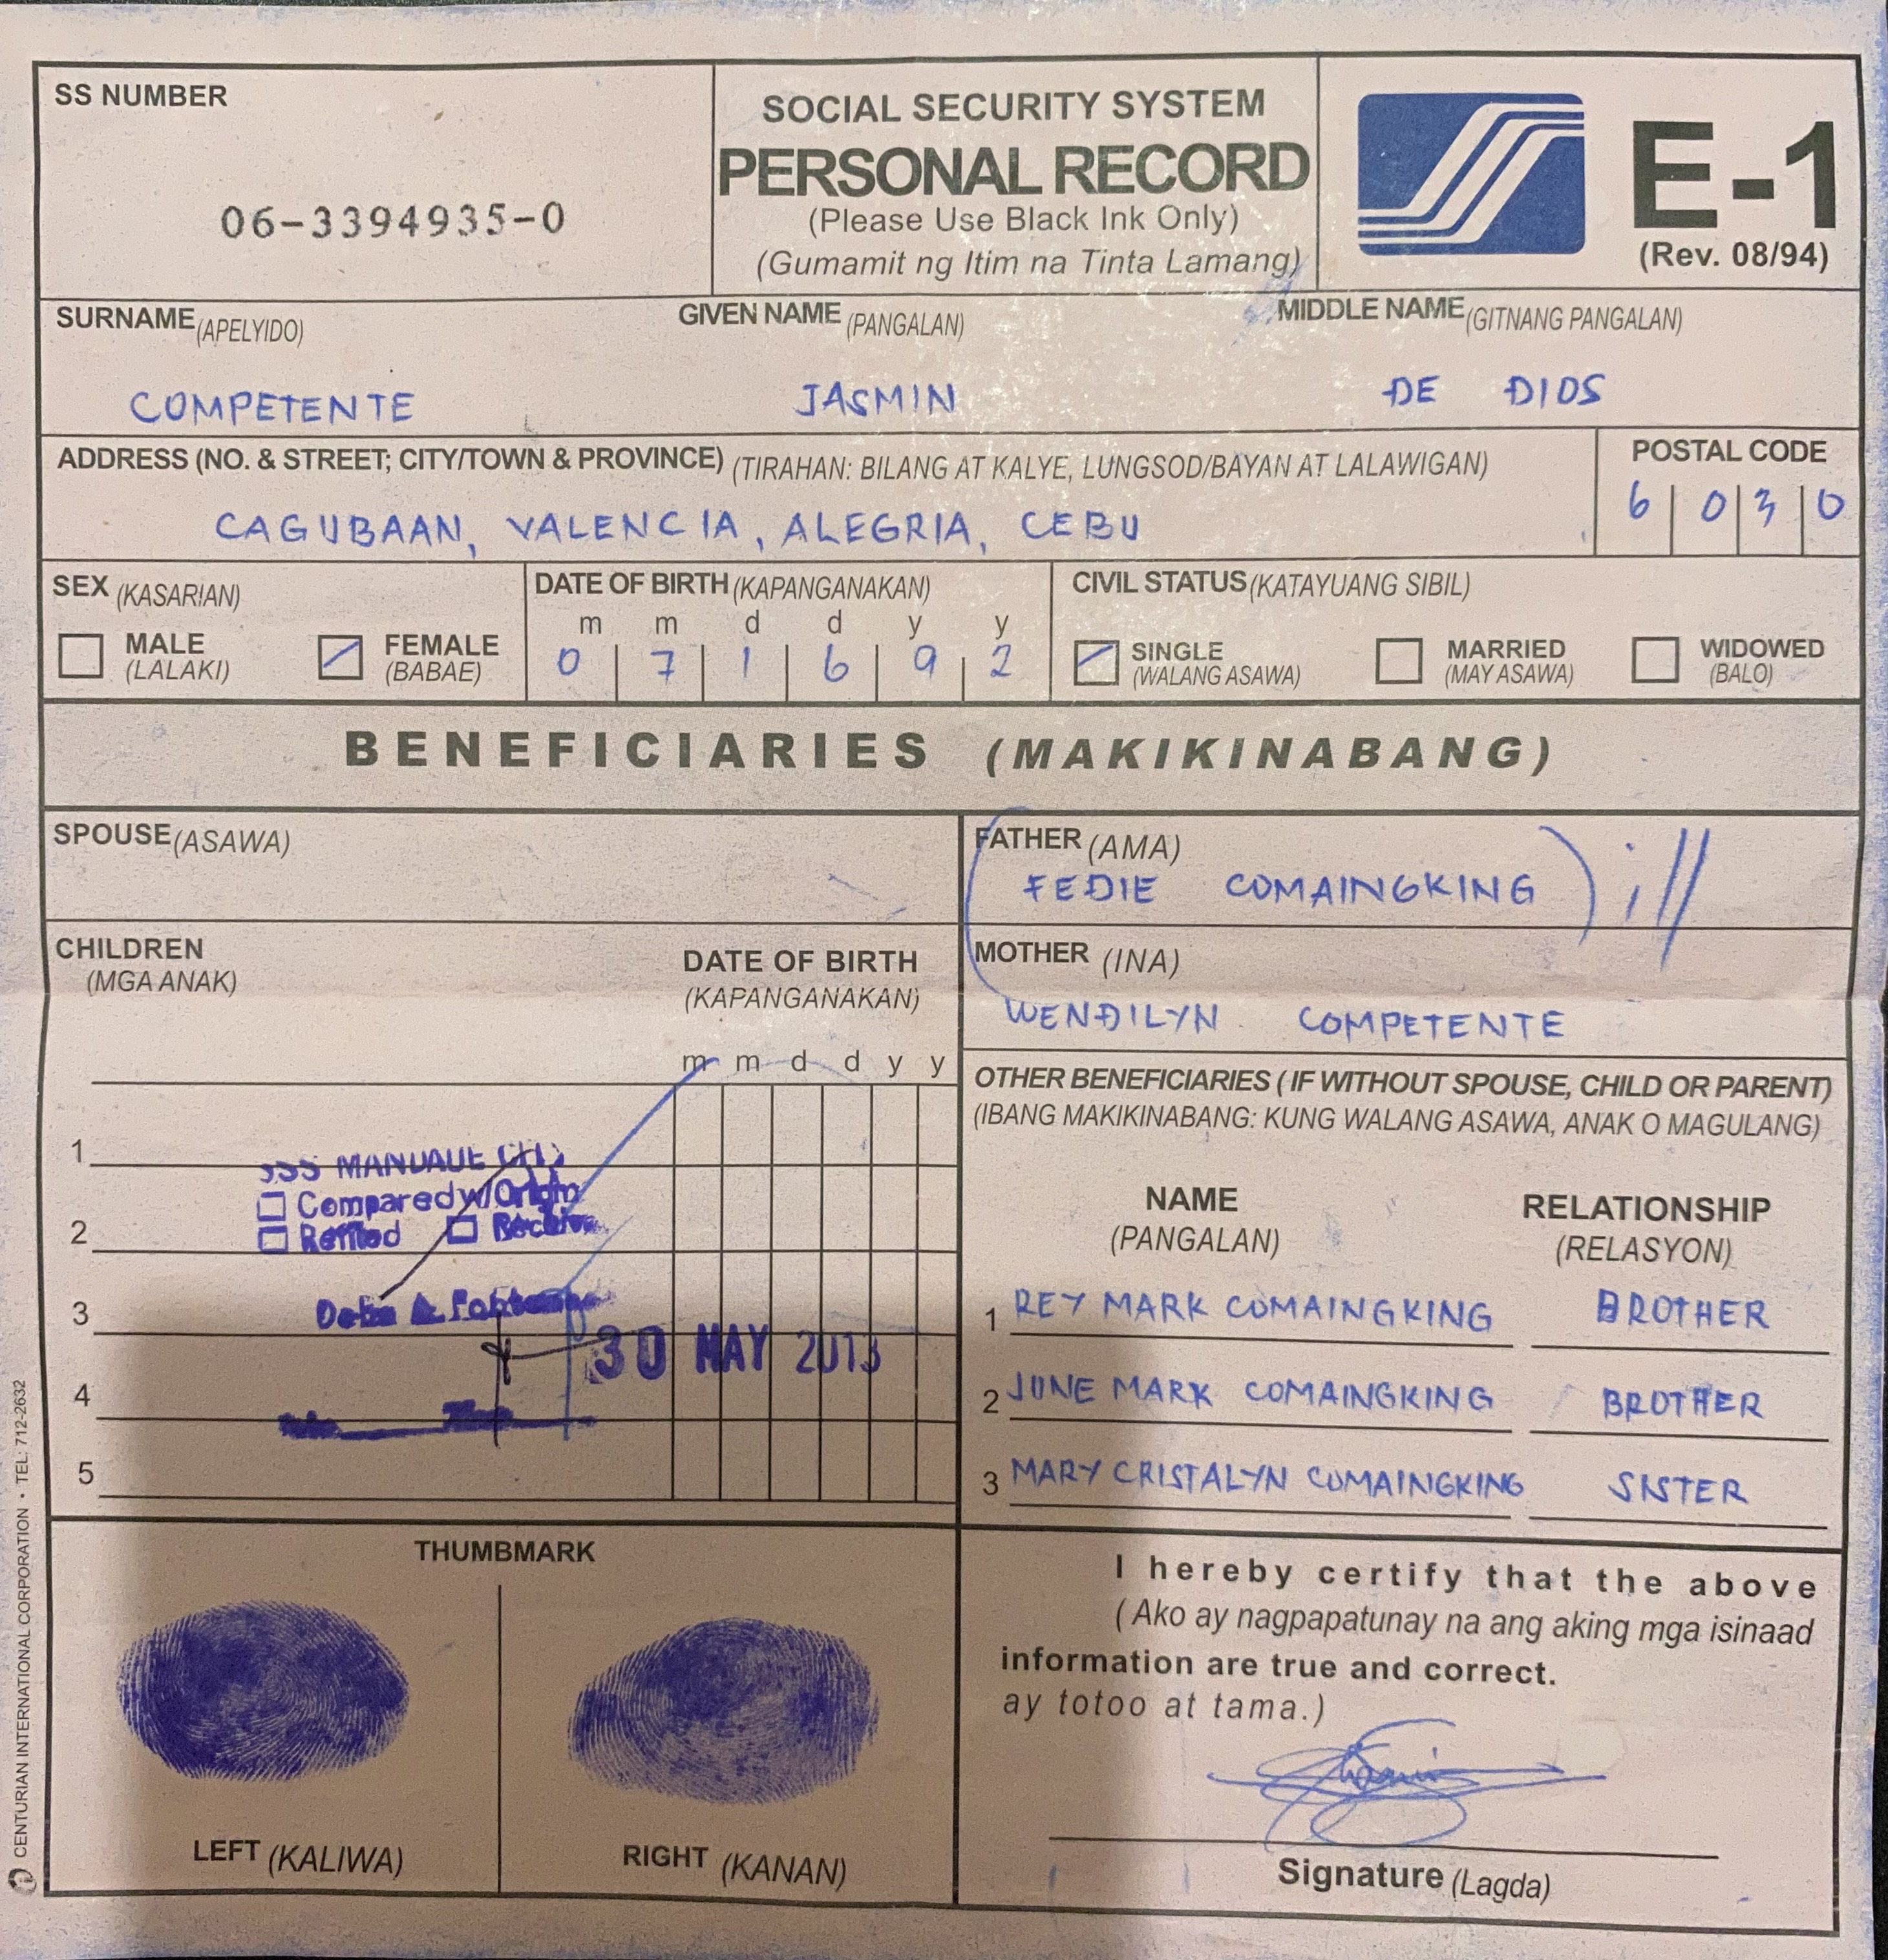 SS NUMBER
06-3394935-0
SOCIAL SECURITY SYSTEM
PERSONAL RECORD
(Please Use Black Ink Only)
(Gumamit ng Itim na Tinta Lamang)
E-1
(Rev. 08/94)
SURNAME (APELYIDO) GIVEN NAME (PANGALAN) MIDDLE NAME (GITNANG PANGALAN)
COMPETENTE JASMIN DE DIOS
ADDRESS (NO. & STREET; CITY/TOWN & PROVINCE) (TIRAHAN: BILANG AT KALYE, LUNGSOD/BAYAN AT LALAWIGAN)
CAGUBAAN, VALENCIA, ALEGRIA, CEBU
POSTAL CODE
6 0 3 0
SEX (KASARIAN)
MALE FEMALE
(LALAKI) (BABAE)
DATE OF BIRTH (KAPANGANAKAN)
m m d d y y
0 7 1 6 9 2
CIVIL STATUS (KATAYUANG SIBIL)
SINGLE MARRIED WIDOWED
(WALANG ASAWA) (MAY ASAWA) (BALO)
BENEFICIARIES (MAKIKINABANG)
SPOUSE (ASAWA)
FATHER (AMA)
FEDIE COMAINGKING
MOTHER (INA)
WENDILYN COMPETENTE
CHILDREN
(MGA ANAK)
DATE OF BIRTH
(KAPANGANAKAN)
m m d d y y
1
SSS MANDAUE
Compared w/
2
3
30 MAY 2013
4
5
OTHER BENEFICIARIES (IF WITHOUT SPOUSE, CHILD OR PARENT)
(IBANG MAKIKINABANG: KUNG WALANG ASAWA, ANAK O MAGULANG)
NAME RELATIONSHIP
(PANGALAN) (RELASYON)
1 REY MARK COMAINGKING BROTHER
2 JUNE MARK COMAINGKING BROTHER
3 MARY CRISTALYN COMAINGKING SISTER
THUMBMARK
LEFT (KALIWA) RIGHT (KANAN)
I hereby certify that the above
(Ako ay nagpapatunay na ang aking mga isinaad
information are true and correct.
ay totoo at tama.)
Signature (Lagda)
CENTURIAN INTERNATIONAL CORPORATION • TEL: 712-2632